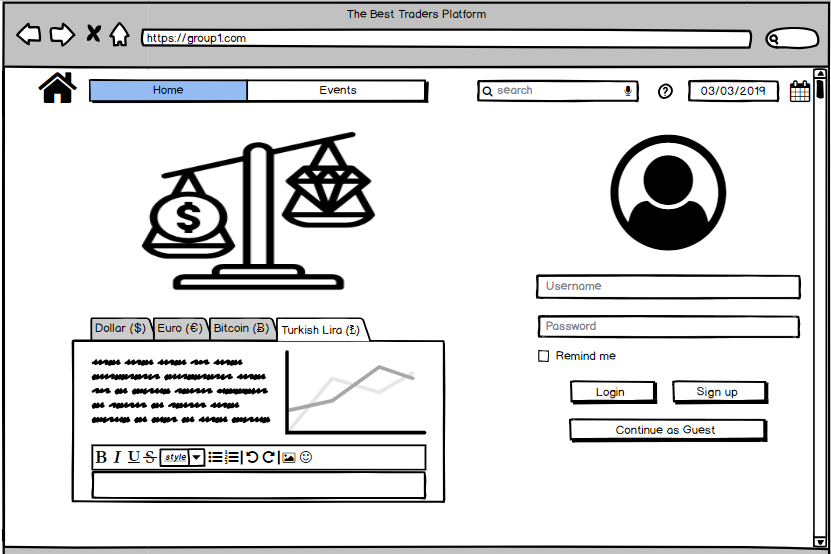 The Best Traders Platform
https://group1.com
Home
Events
search
?
03/03/2019
$
Username
Password
Remind me
Login
Sign up
Continue as Guest
Dollar ($)
Euro (€)
Bitcoin (Ƀ)
Turkish Lira (₺)
B I U S style